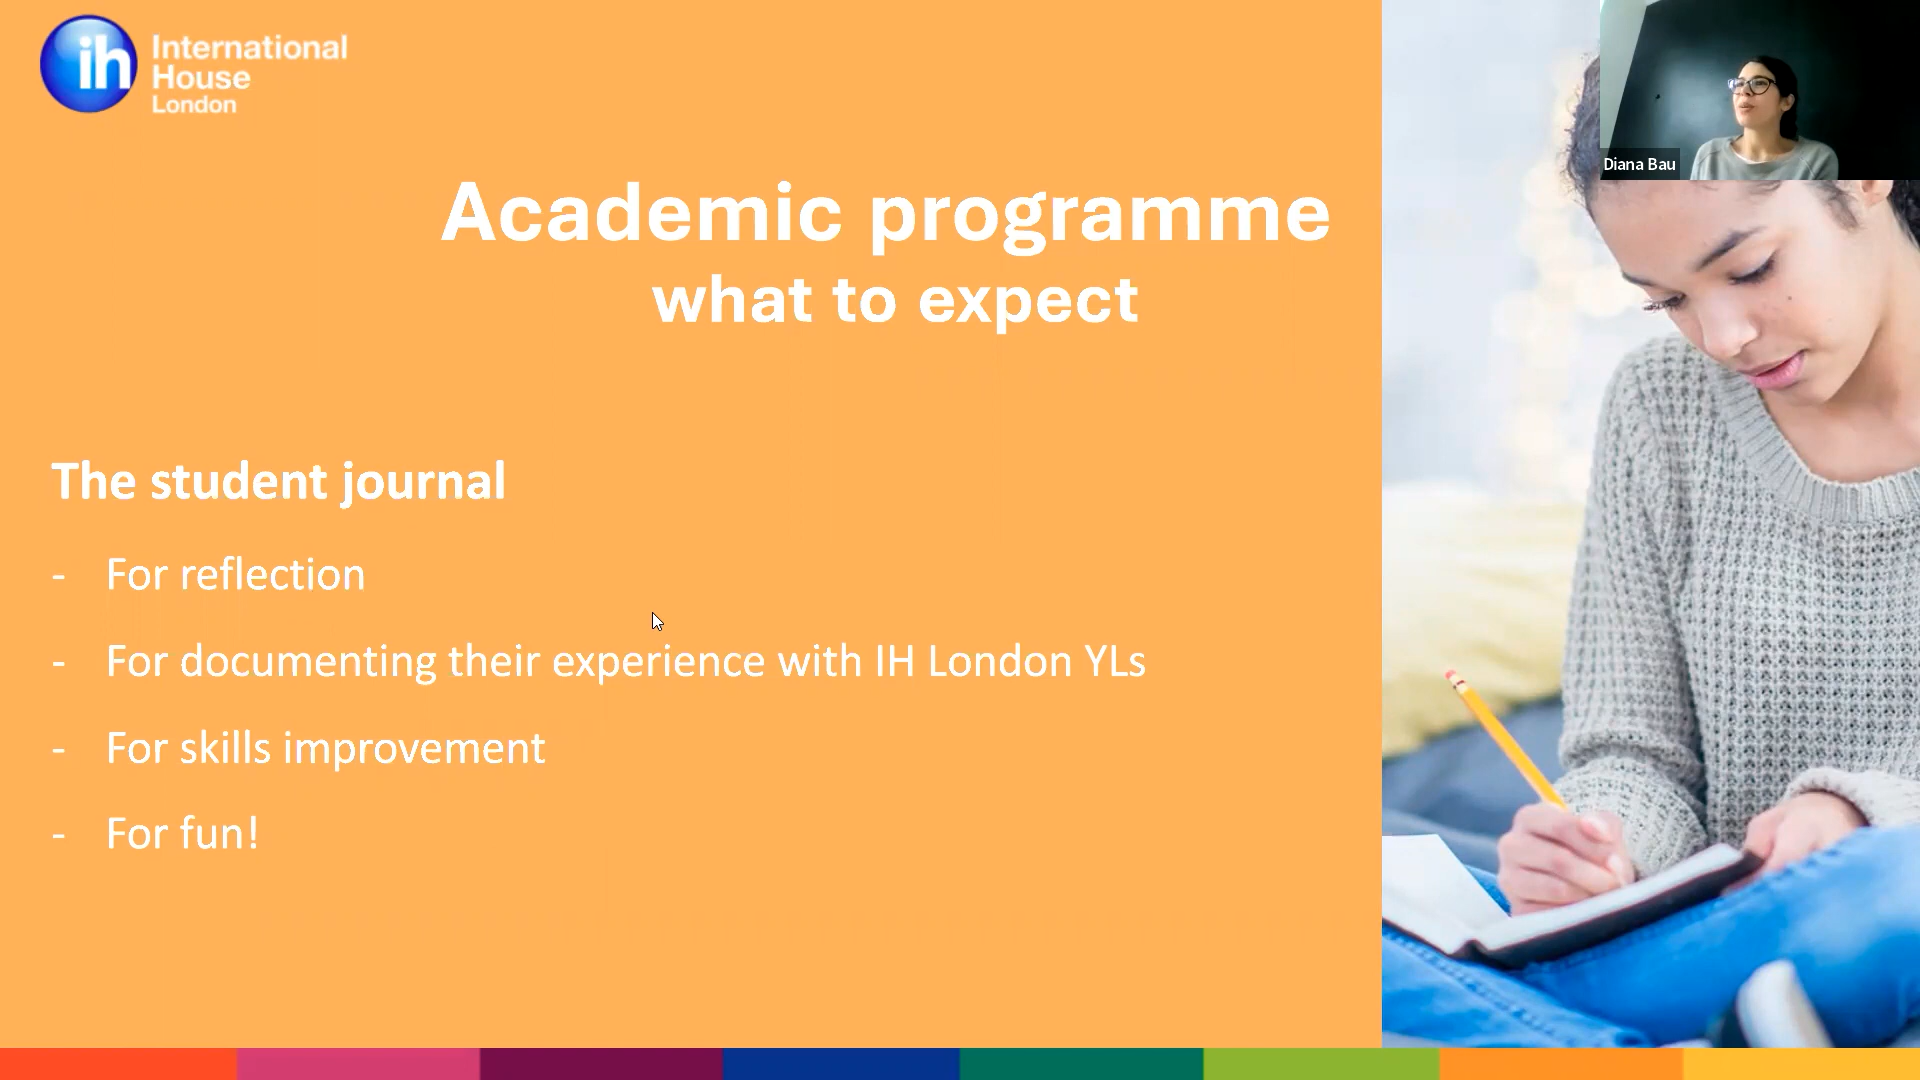 ih
International
House
London
Diana Bau
Academic programme
what to expect
The student journal
- For reflection
- For documenting their experience with IH London YLs
- For skills improvement
- For fun!